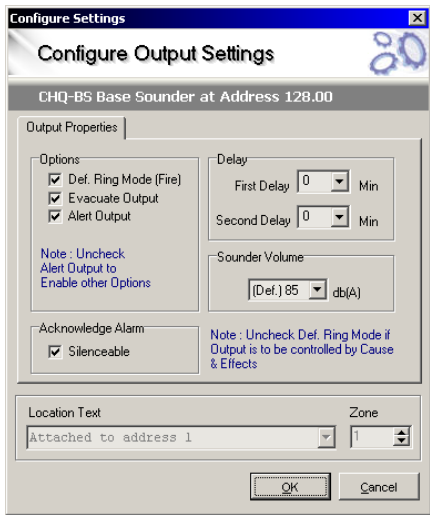 Configure Settings
Configure Output Settings
CHQ-BS Base Sounder at Address 128.00
Output Properties
Options
Def. Ring Mode (Fire)
Evacuate Output
Alert Output
Note : Uncheck
Alert Output to
Enable other Options
Delay
First Delay 0 Min
Second Delay 0 Min
Sounder Volume
(Def.) 85 db(A)
Acknowledge Alarm
Silenceable
Note : Uncheck Def. Ring Mode if
Output is to be controlled by Cause
& Effects
Location Text
Zone
Attached to address 1
1
OK
Cancel